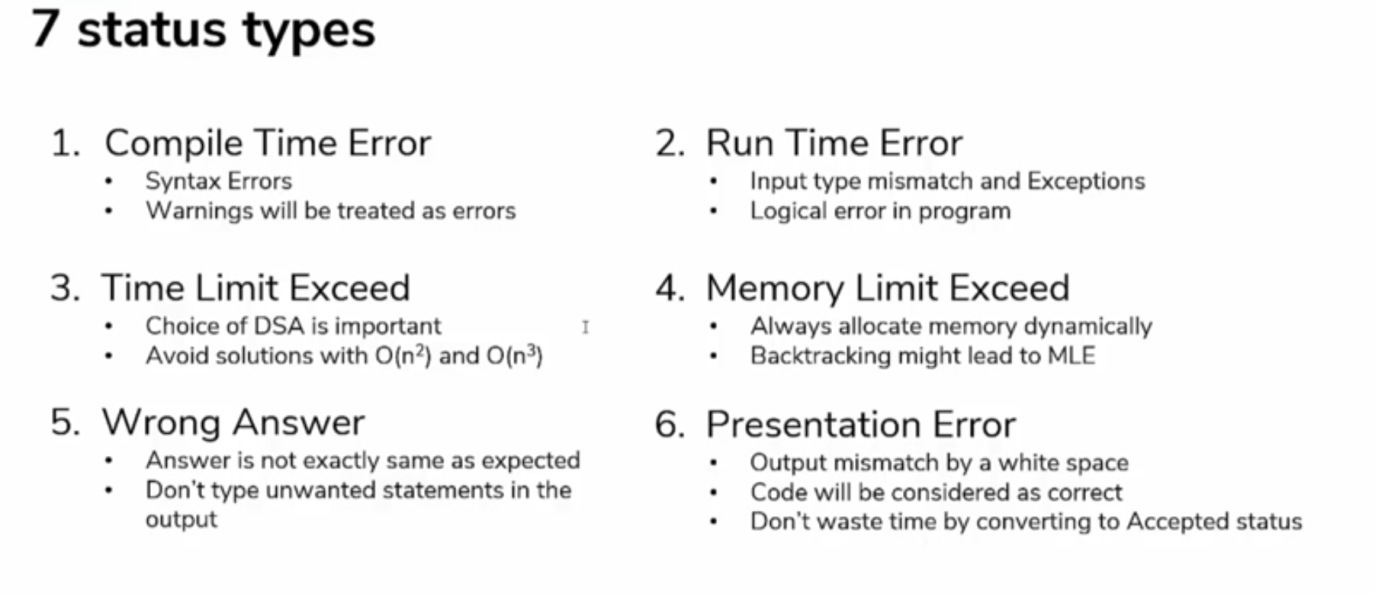 7 status types
1. Compile Time Error
• Syntax Errors
• Warnings will be treated as errors
2. Run Time Error
• Input type mismatch and Exceptions
• Logical error in program
3. Time Limit Exceed
• Choice of DSA is important
• Avoid solutions with O(n²) and O(n³)
4. Memory Limit Exceed
• Always allocate memory dynamically
• Backtracking might lead to MLE
5. Wrong Answer
• Answer is not exactly same as expected
• Don't type unwanted statements in the
output
6. Presentation Error
• Output mismatch by a white space
• Code will be considered as correct
• Don't waste time by converting to Accepted status